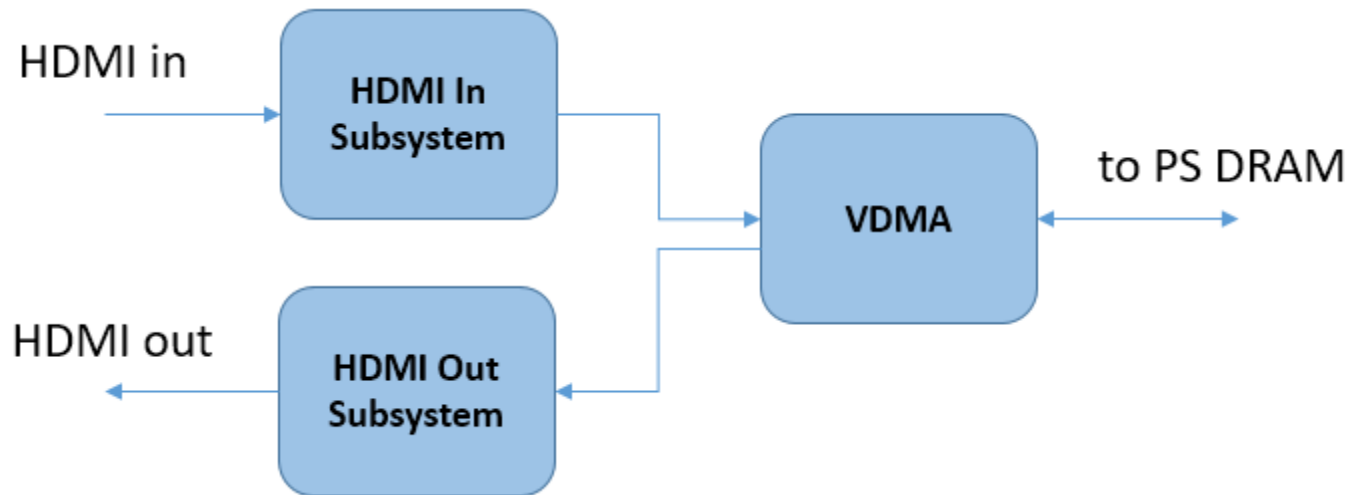 HDMI in
HDMI In
Subsystem
VDMA
to PS DRAM
HDMI out
HDMI Out
Subsystem